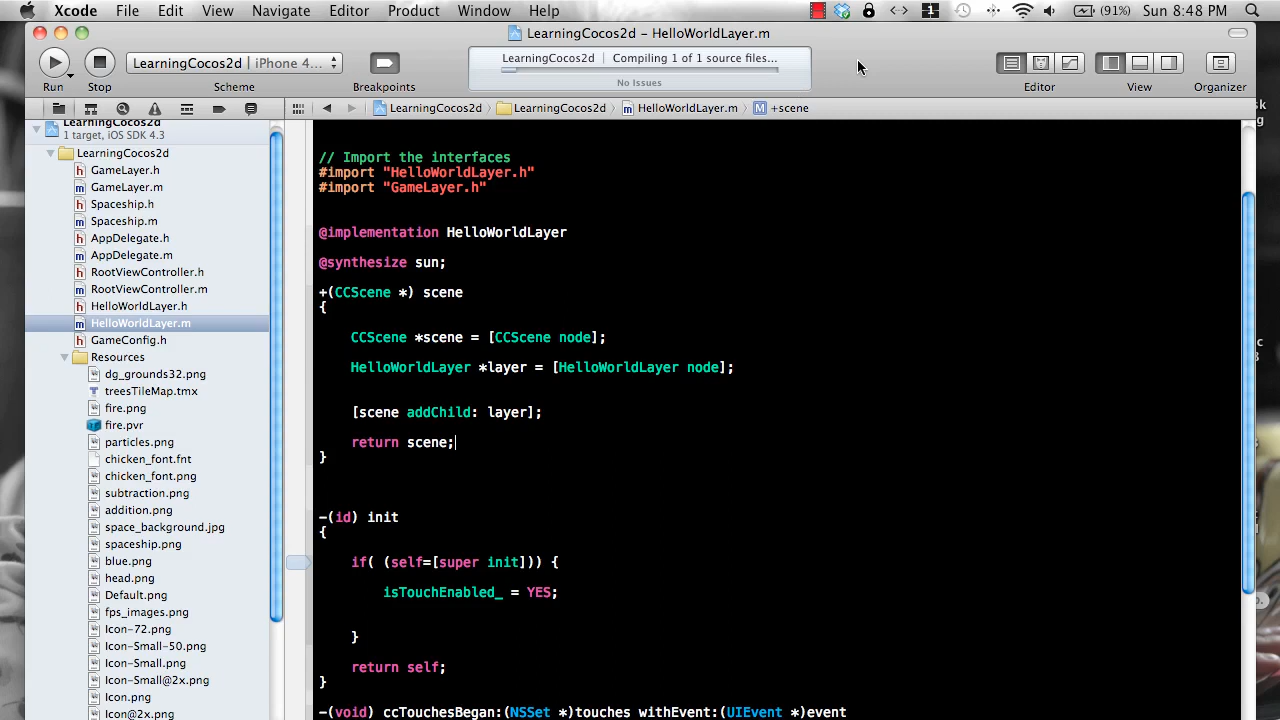 Xcode File Edit View Navigate Editor Product Window Help 1 (91%) Sun 8:48 PM
LearningCocos2d – HelloWorldLayer.m
LearningCocos2d | iPhone 4...
LearningCocos2d | Compiling 1 of 1 source files...
No Issues
Run Stop Scheme Breakpoints Editor View Organizer
LearningCocos2d LearningCocos2d HelloWorldLayer.m M +scene
LearningCocos2d
1 target, iOS SDK 4.3
LearningCocos2d
GameLayer.h
GameLayer.m
Spaceship.h
Spaceship.m
AppDelegate.h
AppDelegate.m
RootViewController.h
RootViewController.m
HelloWorldLayer.h
HelloWorldLayer.m
GameConfig.h
Resources
dg_grounds32.png
treesTileMap.tmx
fire.png
fire.pvr
particles.png
chicken_font.fnt
chicken_font.png
subtraction.png
addition.png
space_background.jpg
spaceship.png
blue.png
head.png
Default.png
fps_images.png
Icon-72.png
Icon-Small-50.png
Icon-Small.png
Icon-Small@2x.png
Icon.png
Icon@2x.png
// Import the interfaces
#import "HelloWorldLayer.h"
#import "GameLayer.h"
@implementation HelloWorldLayer
@synthesize sun;
+(CCScene *) scene
{
CCScene *scene = [CCScene node];
HelloWorldLayer *layer = [HelloWorldLayer node];
[scene addChild: layer];
return scene;
}
-(id) init
{
if( (self=[super init])) {
isTouchEnabled_ = YES;
}
return self;
}
-(void) ccTouchesBegan:(NSSet *)touches withEvent:(UIEvent *)event